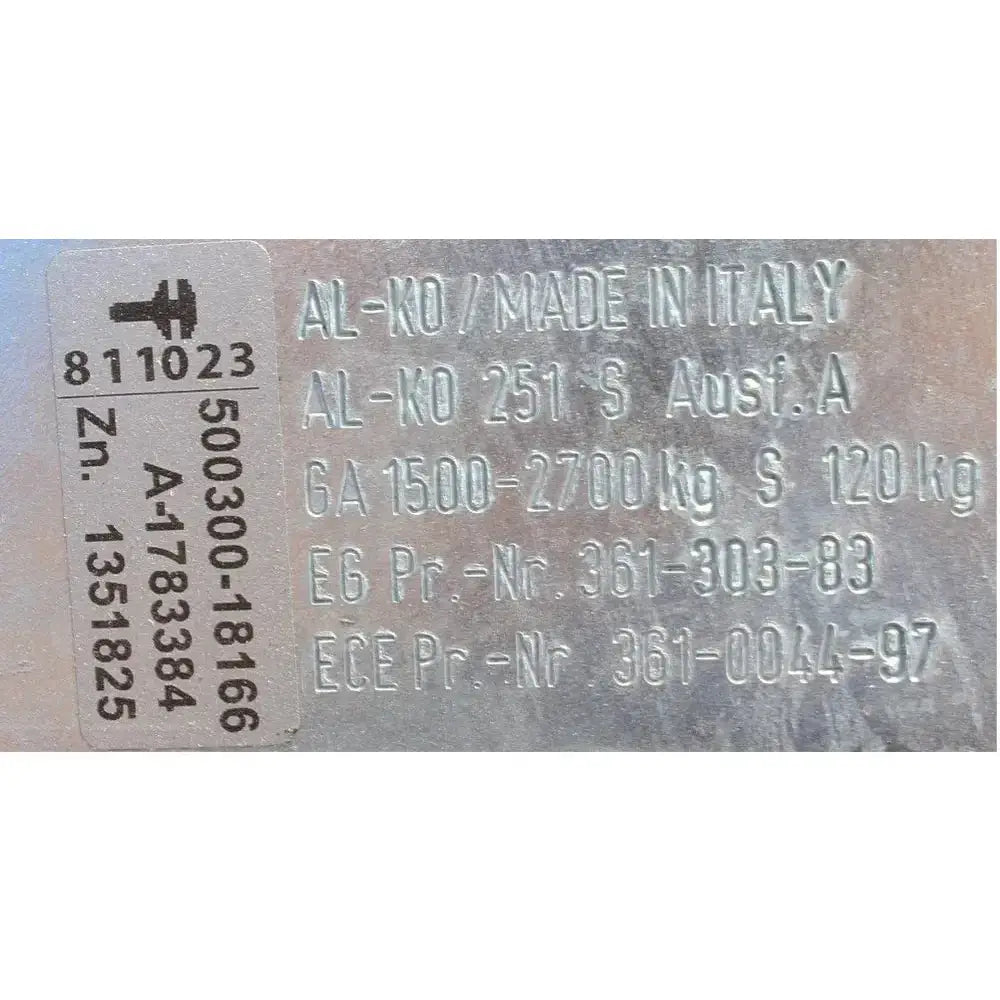 811023
500300-18166
A-1783384
Zn. 1351825
AL-KO / MADE IN ITALY
AL-KO 251 S Ausf. A
GA 1500-2700 kg S 120 kg
EG Pr.-Nr. 361-303-83
ECE Pr.-Nr. 361-0044-97